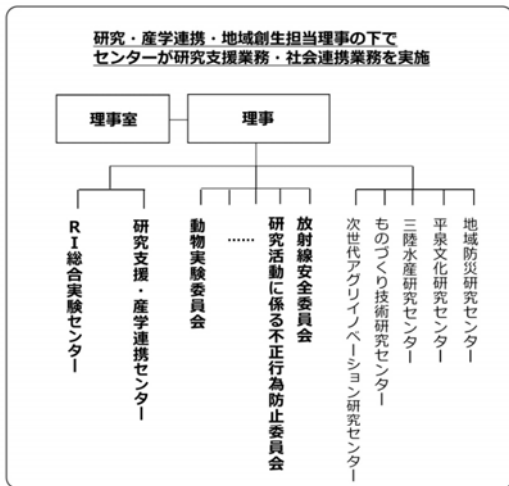 研究・産学連携・地域創生担当理事の下で
センターが研究支援業務・社会連携業務を実施
理事室
理事
RI総合実験センター
研究支援・産学連携センター
動物実験委員会
……
研究活動に係る不正行為防止委員会
放射線安全委員会
次世代アグリイノベーション研究センター
ものづくり技術研究センター
三陸水産研究センター
平泉文化研究センター
地域防災研究センター